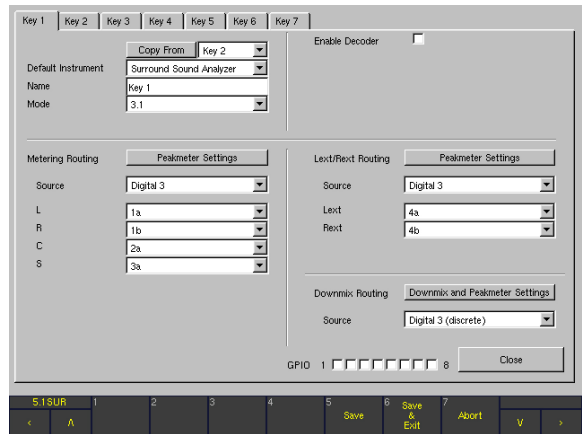 Key 1 Key 2 Key 3 Key 4 Key 5 Key 6 Key 7
Copy From Key 2
Enable Decoder
Default Instrument Surround Sound Analyzer
Name Key 1
Mode 3.1
Metering Routing Peakmeter Settings
Lext/Rext Routing Peakmeter Settings
Source Digital 3
Source Digital 3
L 1a
Lext 4a
R 1b
Rext 4b
C 2a
S 3a
Downmix Routing Downmix and Peakmeter Settings
Source Digital 3 (discrete)
GPIO 1 8
Close
5.1SUR 1 2 3 4 5 6 7
< Λ Save Save & Exit Abort V >